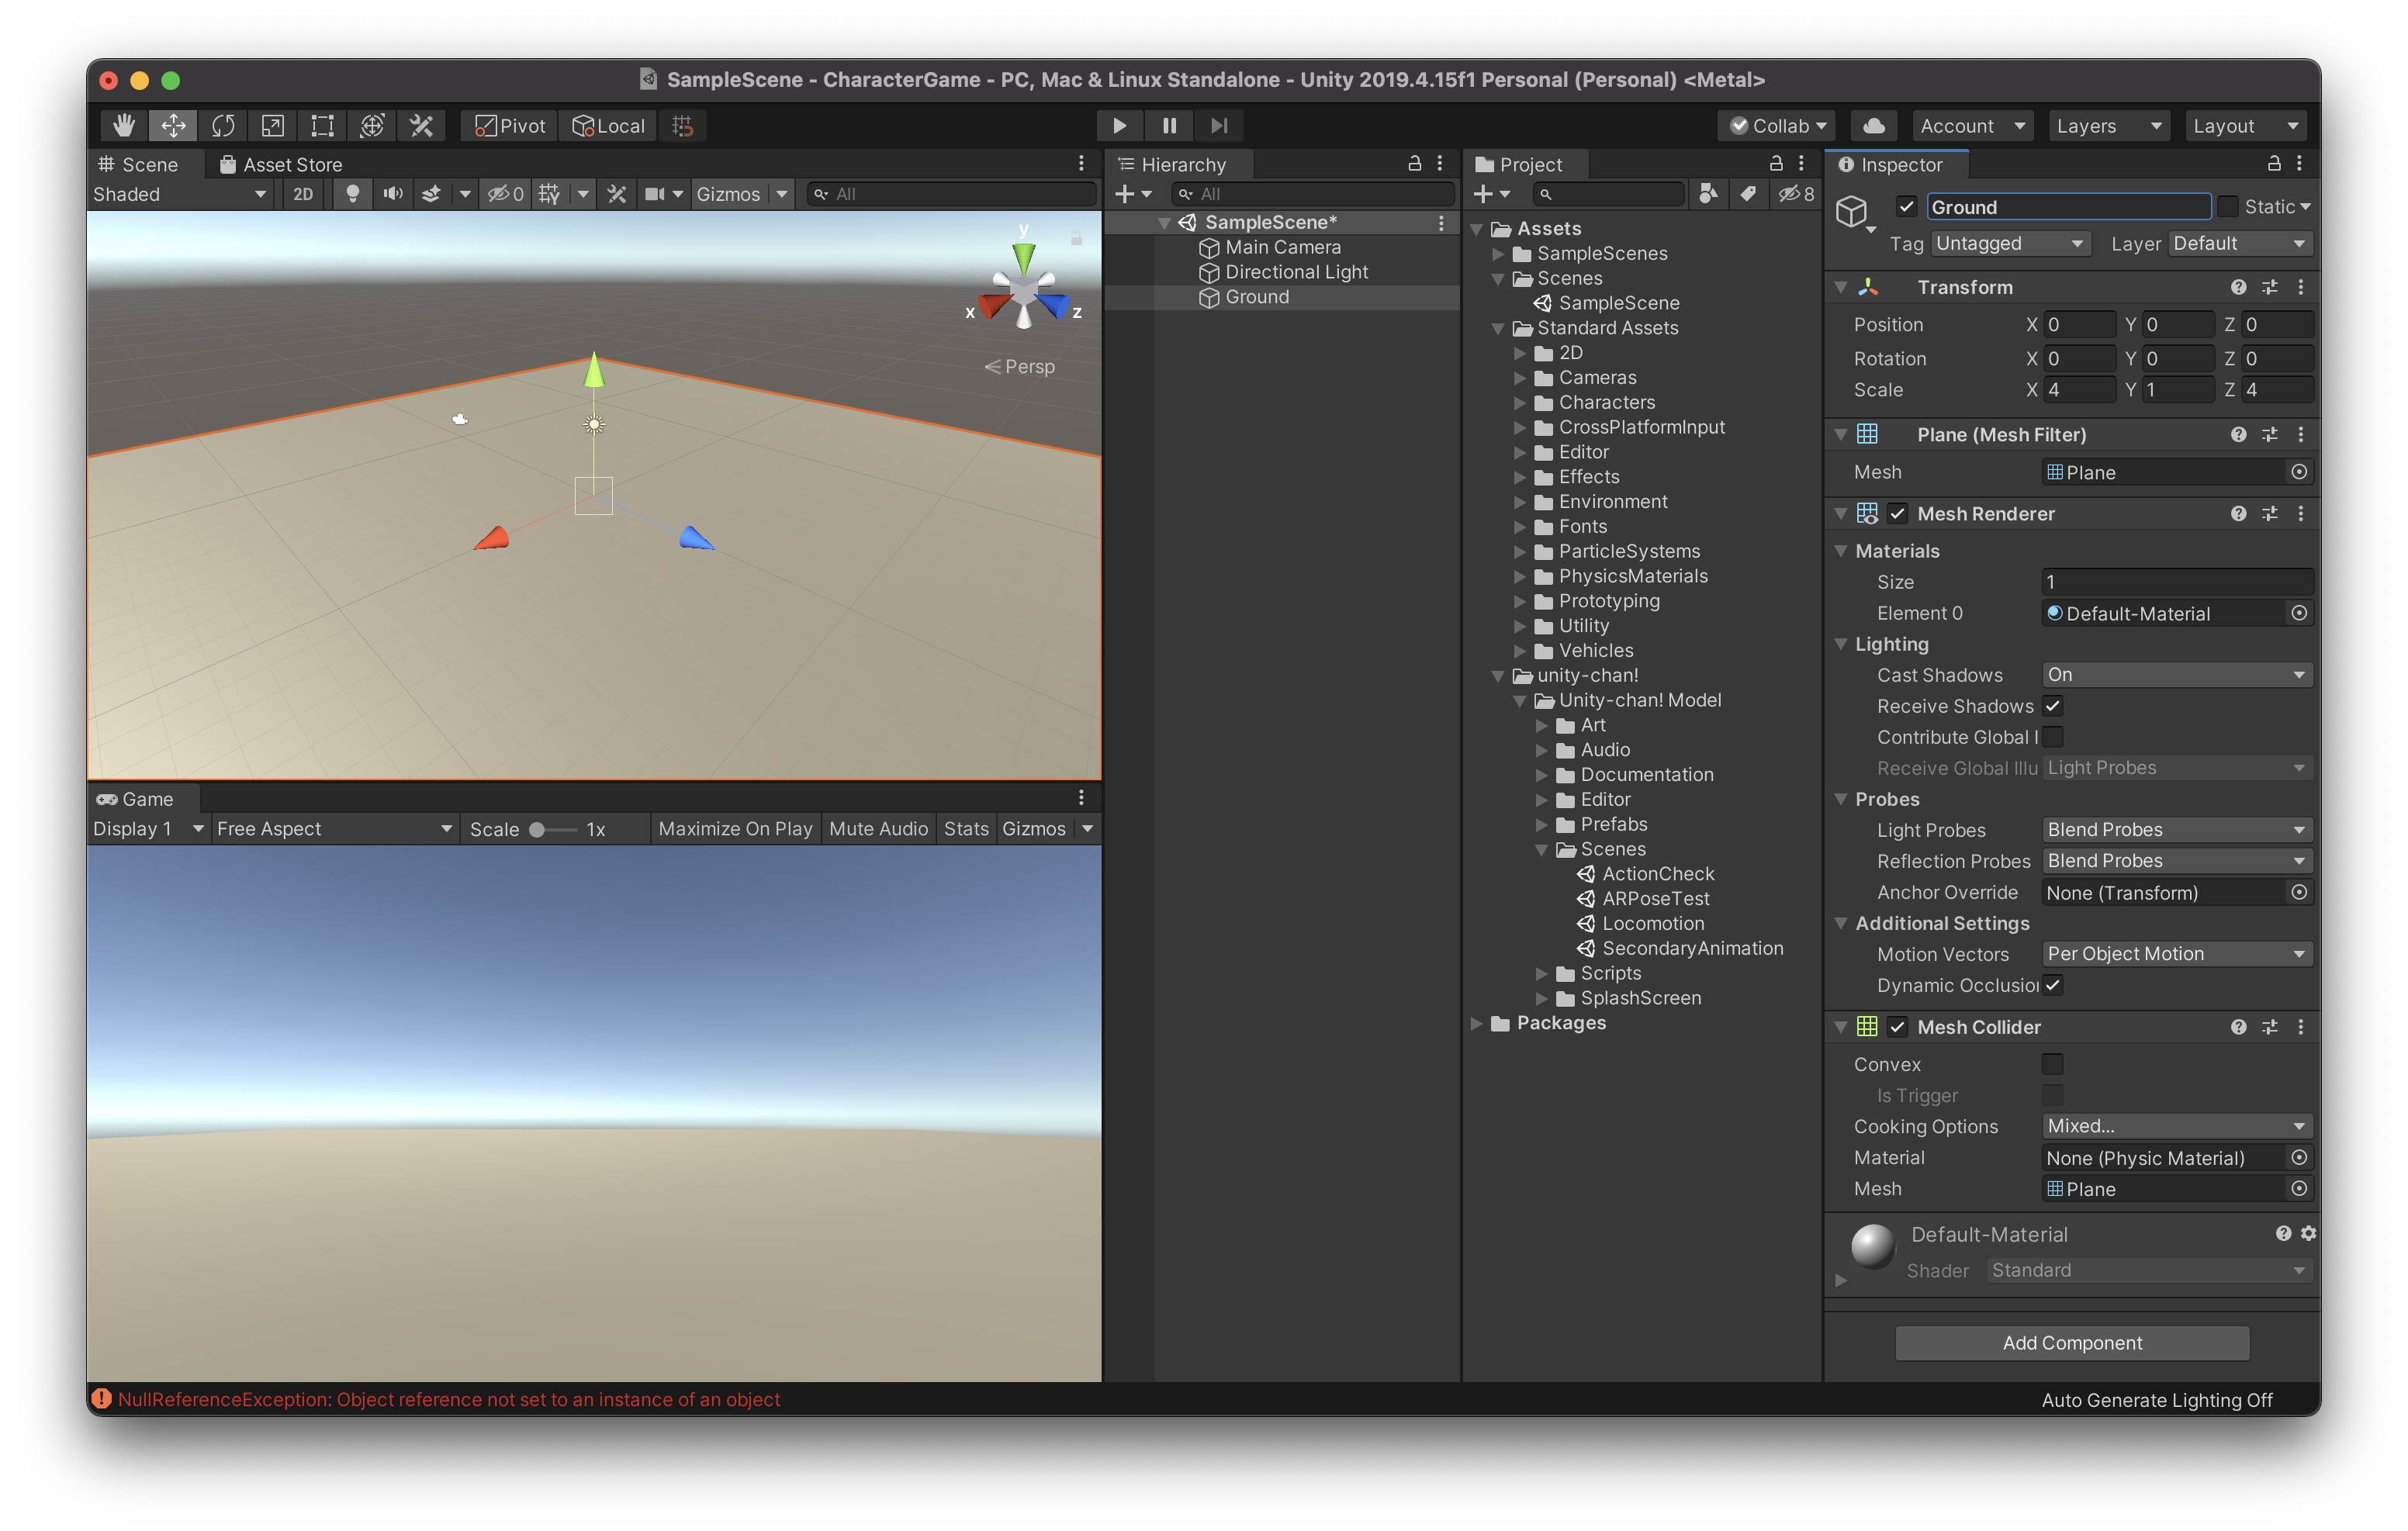 SampleScene - CharacterGame - PC, Mac & Linux Standalone - Unity 2019.4.15f1 Personal (Personal) <Metal>
Pivot Local Collab Account Layers Layout
Scene Asset Store
Shaded 2D 0 Gizmos All
y
x z
Persp
Game
Display 1 Free Aspect Scale 1x Maximize On Play Mute Audio Stats Gizmos
Hierarchy
All
SampleScene*
Main Camera
Directional Light
Ground
Project
8
Assets
SampleScenes
Scenes
SampleScene
Standard Assets
2D
Cameras
Characters
CrossPlatformInput
Editor
Effects
Environment
Fonts
ParticleSystems
PhysicsMaterials
Prototyping
Utility
Vehicles
unity-chan!
Unity-chan! Model
Art
Audio
Documentation
Editor
Prefabs
Scenes
ActionCheck
ARPoseTest
Locomotion
SecondaryAnimation
Scripts
SplashScreen
Packages
Inspector
Ground Static
Tag Untagged Layer Default
Transform
Position X 0 Y 0 Z 0
Rotation X 0 Y 0 Z 0
Scale X 4 Y 1 Z 4
Plane (Mesh Filter)
Mesh Plane
Mesh Renderer
Materials
Size 1
Element 0 Default-Material
Lighting
Cast Shadows On
Receive Shadows
Contribute Global I
Receive Global Illu Light Probes
Probes
Light Probes Blend Probes
Reflection Probes Blend Probes
Anchor Override None (Transform)
Additional Settings
Motion Vectors Per Object Motion
Dynamic Occlusion
Mesh Collider
Convex
Is Trigger
Cooking Options Mixed...
Material None (Physic Material)
Mesh Plane
Default-Material
Shader Standard
Add Component
NullReferenceException: Object reference not set to an instance of an object
Auto Generate Lighting Off